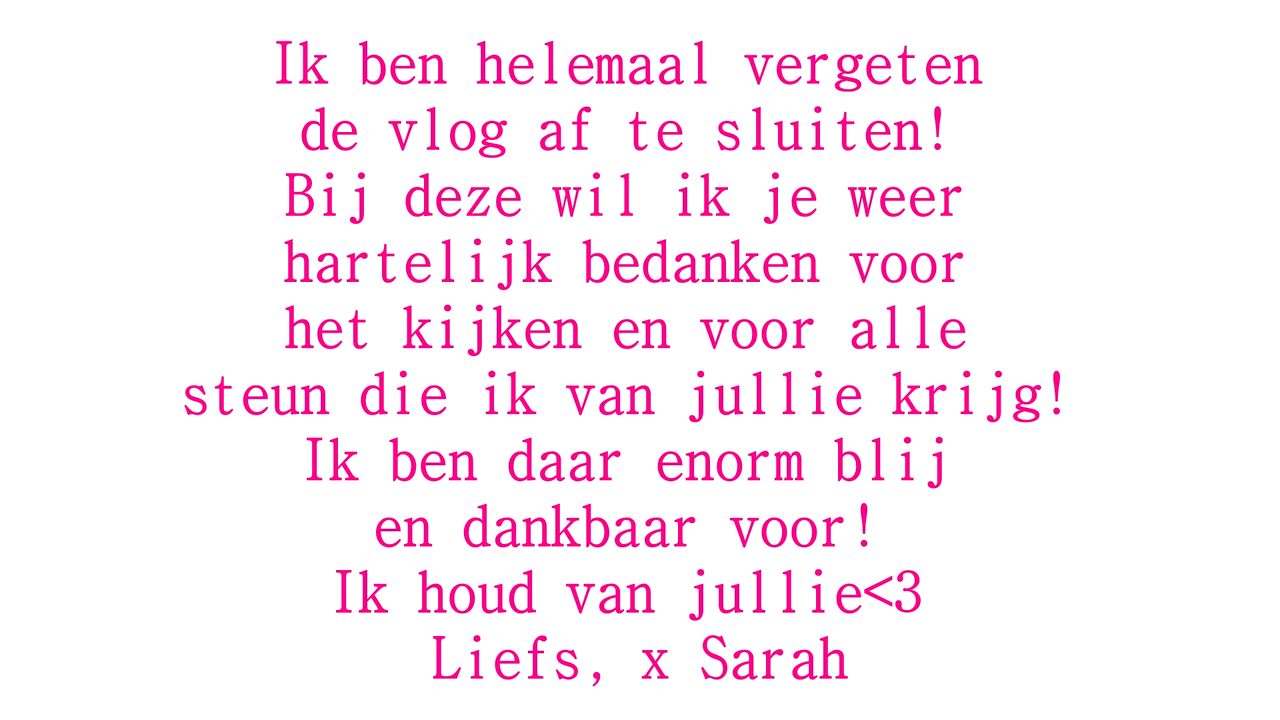 Ik ben helemaal vergeten
de vlog af te sluiten!
Bij deze wil ik je weer
hartelijk bedanken voor
het kijken en voor alle
steun die ik van jullie krijg!
Ik ben daar enorm blij
en dankbaar voor!
Ik houd van jullie<3
Liefs, x Sarah